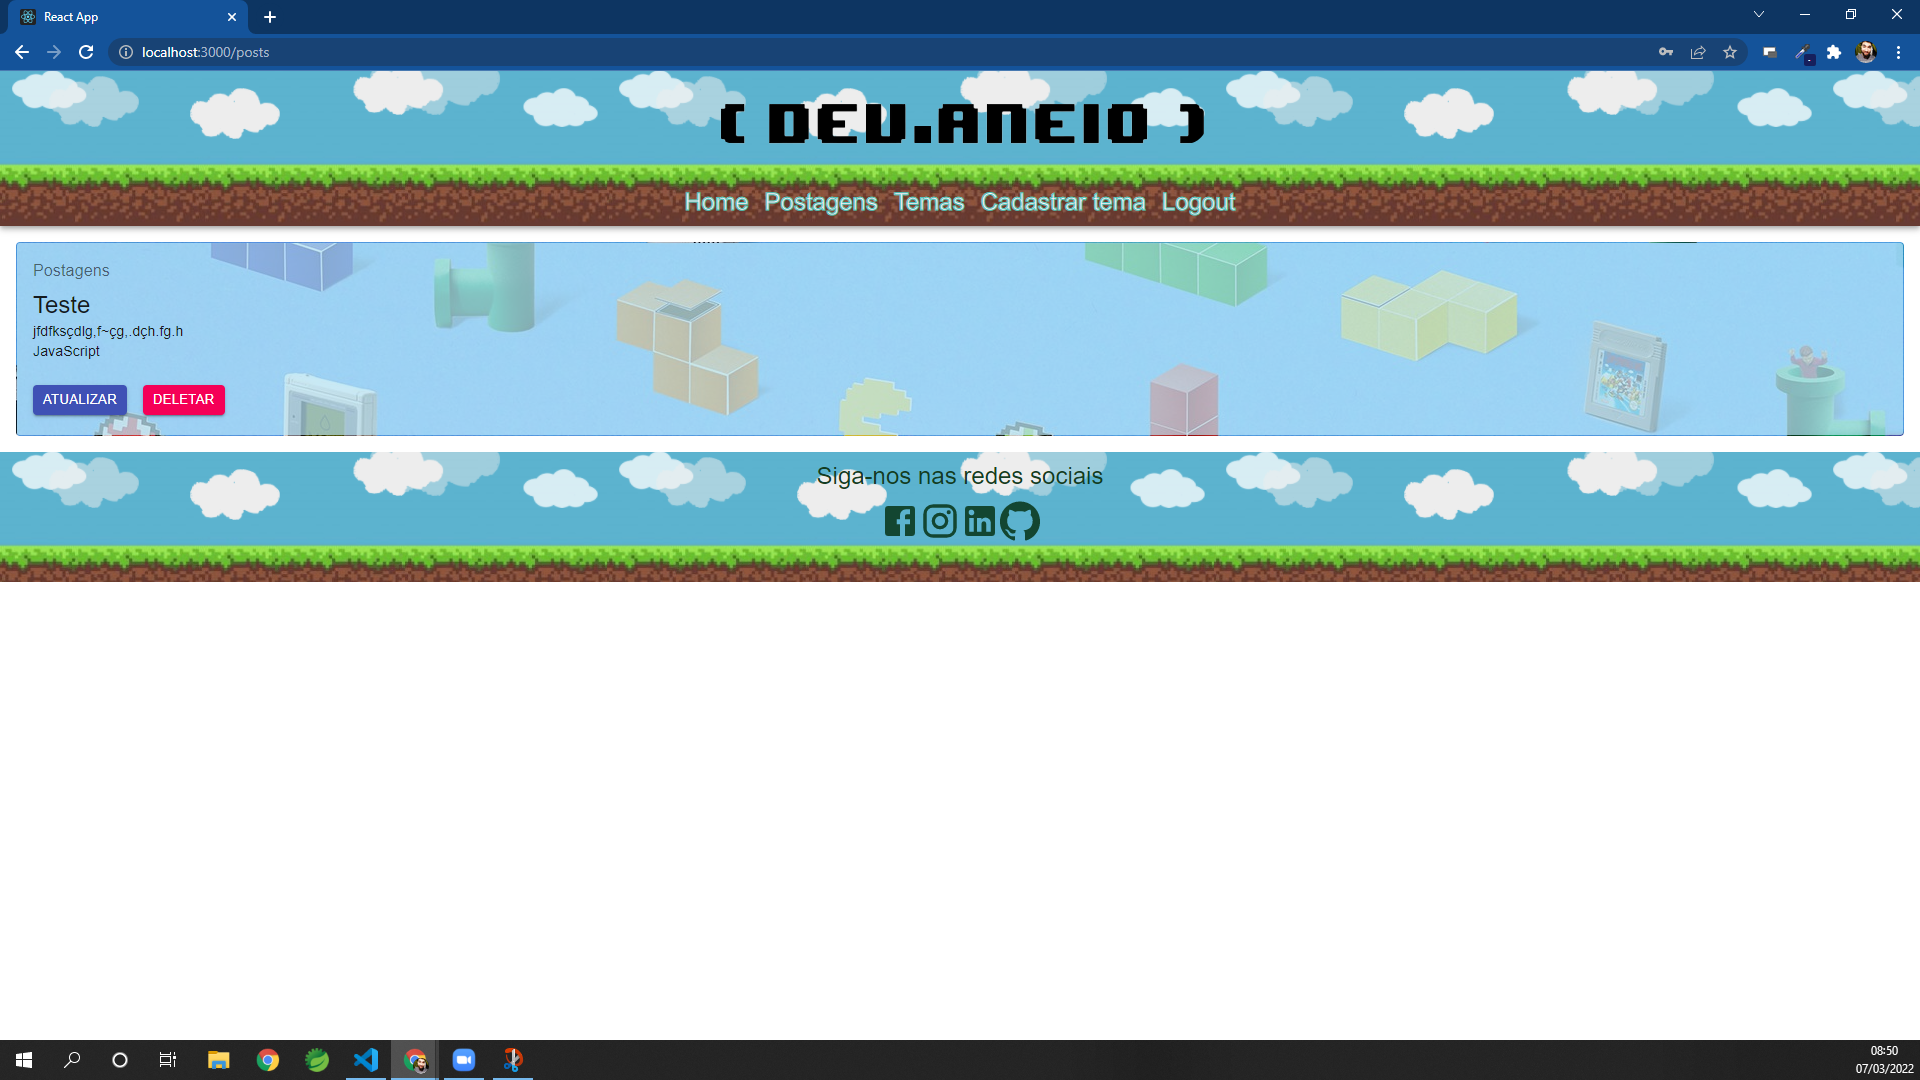 React App
localhost:3000/posts
( DEV.ANEIO )
Home Postagens Temas Cadastrar tema Logout
Postagens
Teste
jfdfksçdlg,f~çg,.dçh.fg.h
JavaScript
ATUALIZAR DELETAR
Siga-nos nas redes sociais
08:50
07/03/2022